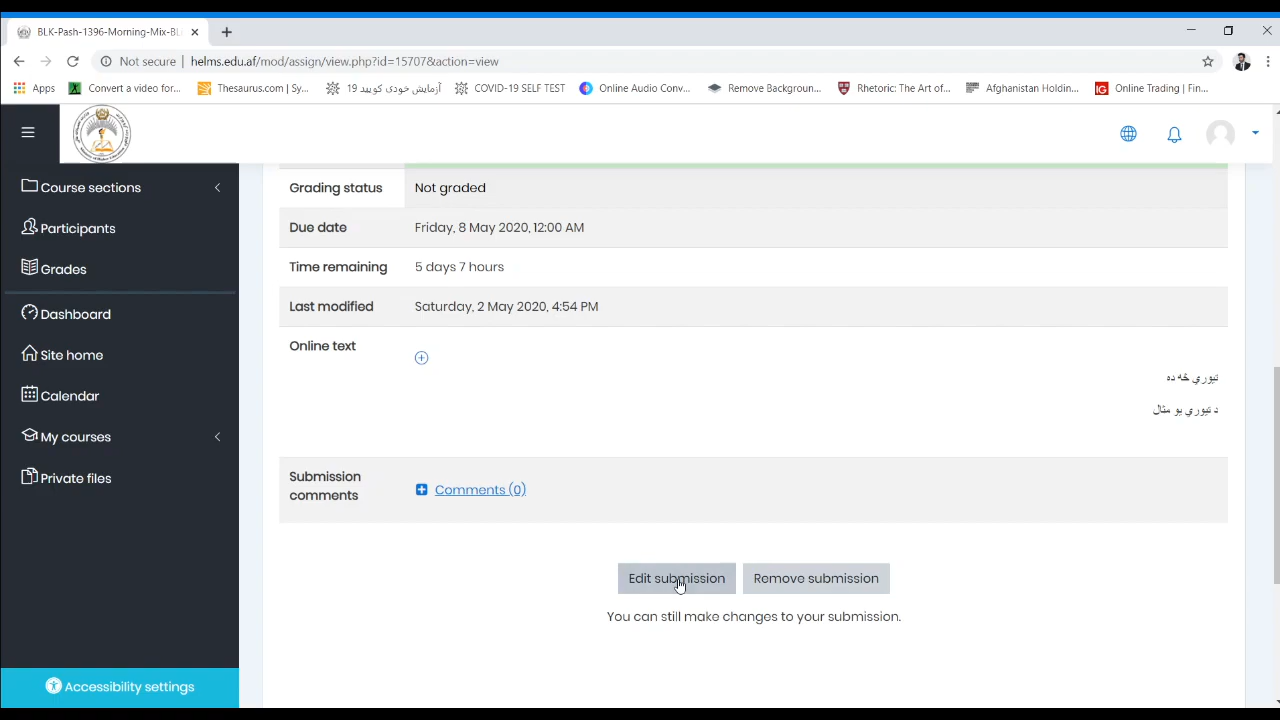 BLK-Pash-1396-Morning-Mix-BL
Not secure | helms.edu.af/mod/assign/view.php?id=15707&action=view
Apps
Convert a video for...
Thesaurus.com | Sy...
آزمایش خودی کوید 19
COVID-19 SELF TEST
Online Audio Conv...
Remove Backgroun...
Rhetoric: The Art of...
Afghanistan Holdin...
IG
Online Trading | Fin...
Course sections
Participants
Grades
Dashboard
Site home
Calendar
My courses
Private files
Accessibility settings
Grading status Not graded
Due date Friday, 8 May 2020, 12:00 AM
Time remaining 5 days 7 hours
Last modified Saturday, 2 May 2020, 4:54 PM
Online text
تیوري څه ده
د تیوري یو مثال
Submission
comments
Comments (0)
Edit submission
Remove submission
You can still make changes to your submission.